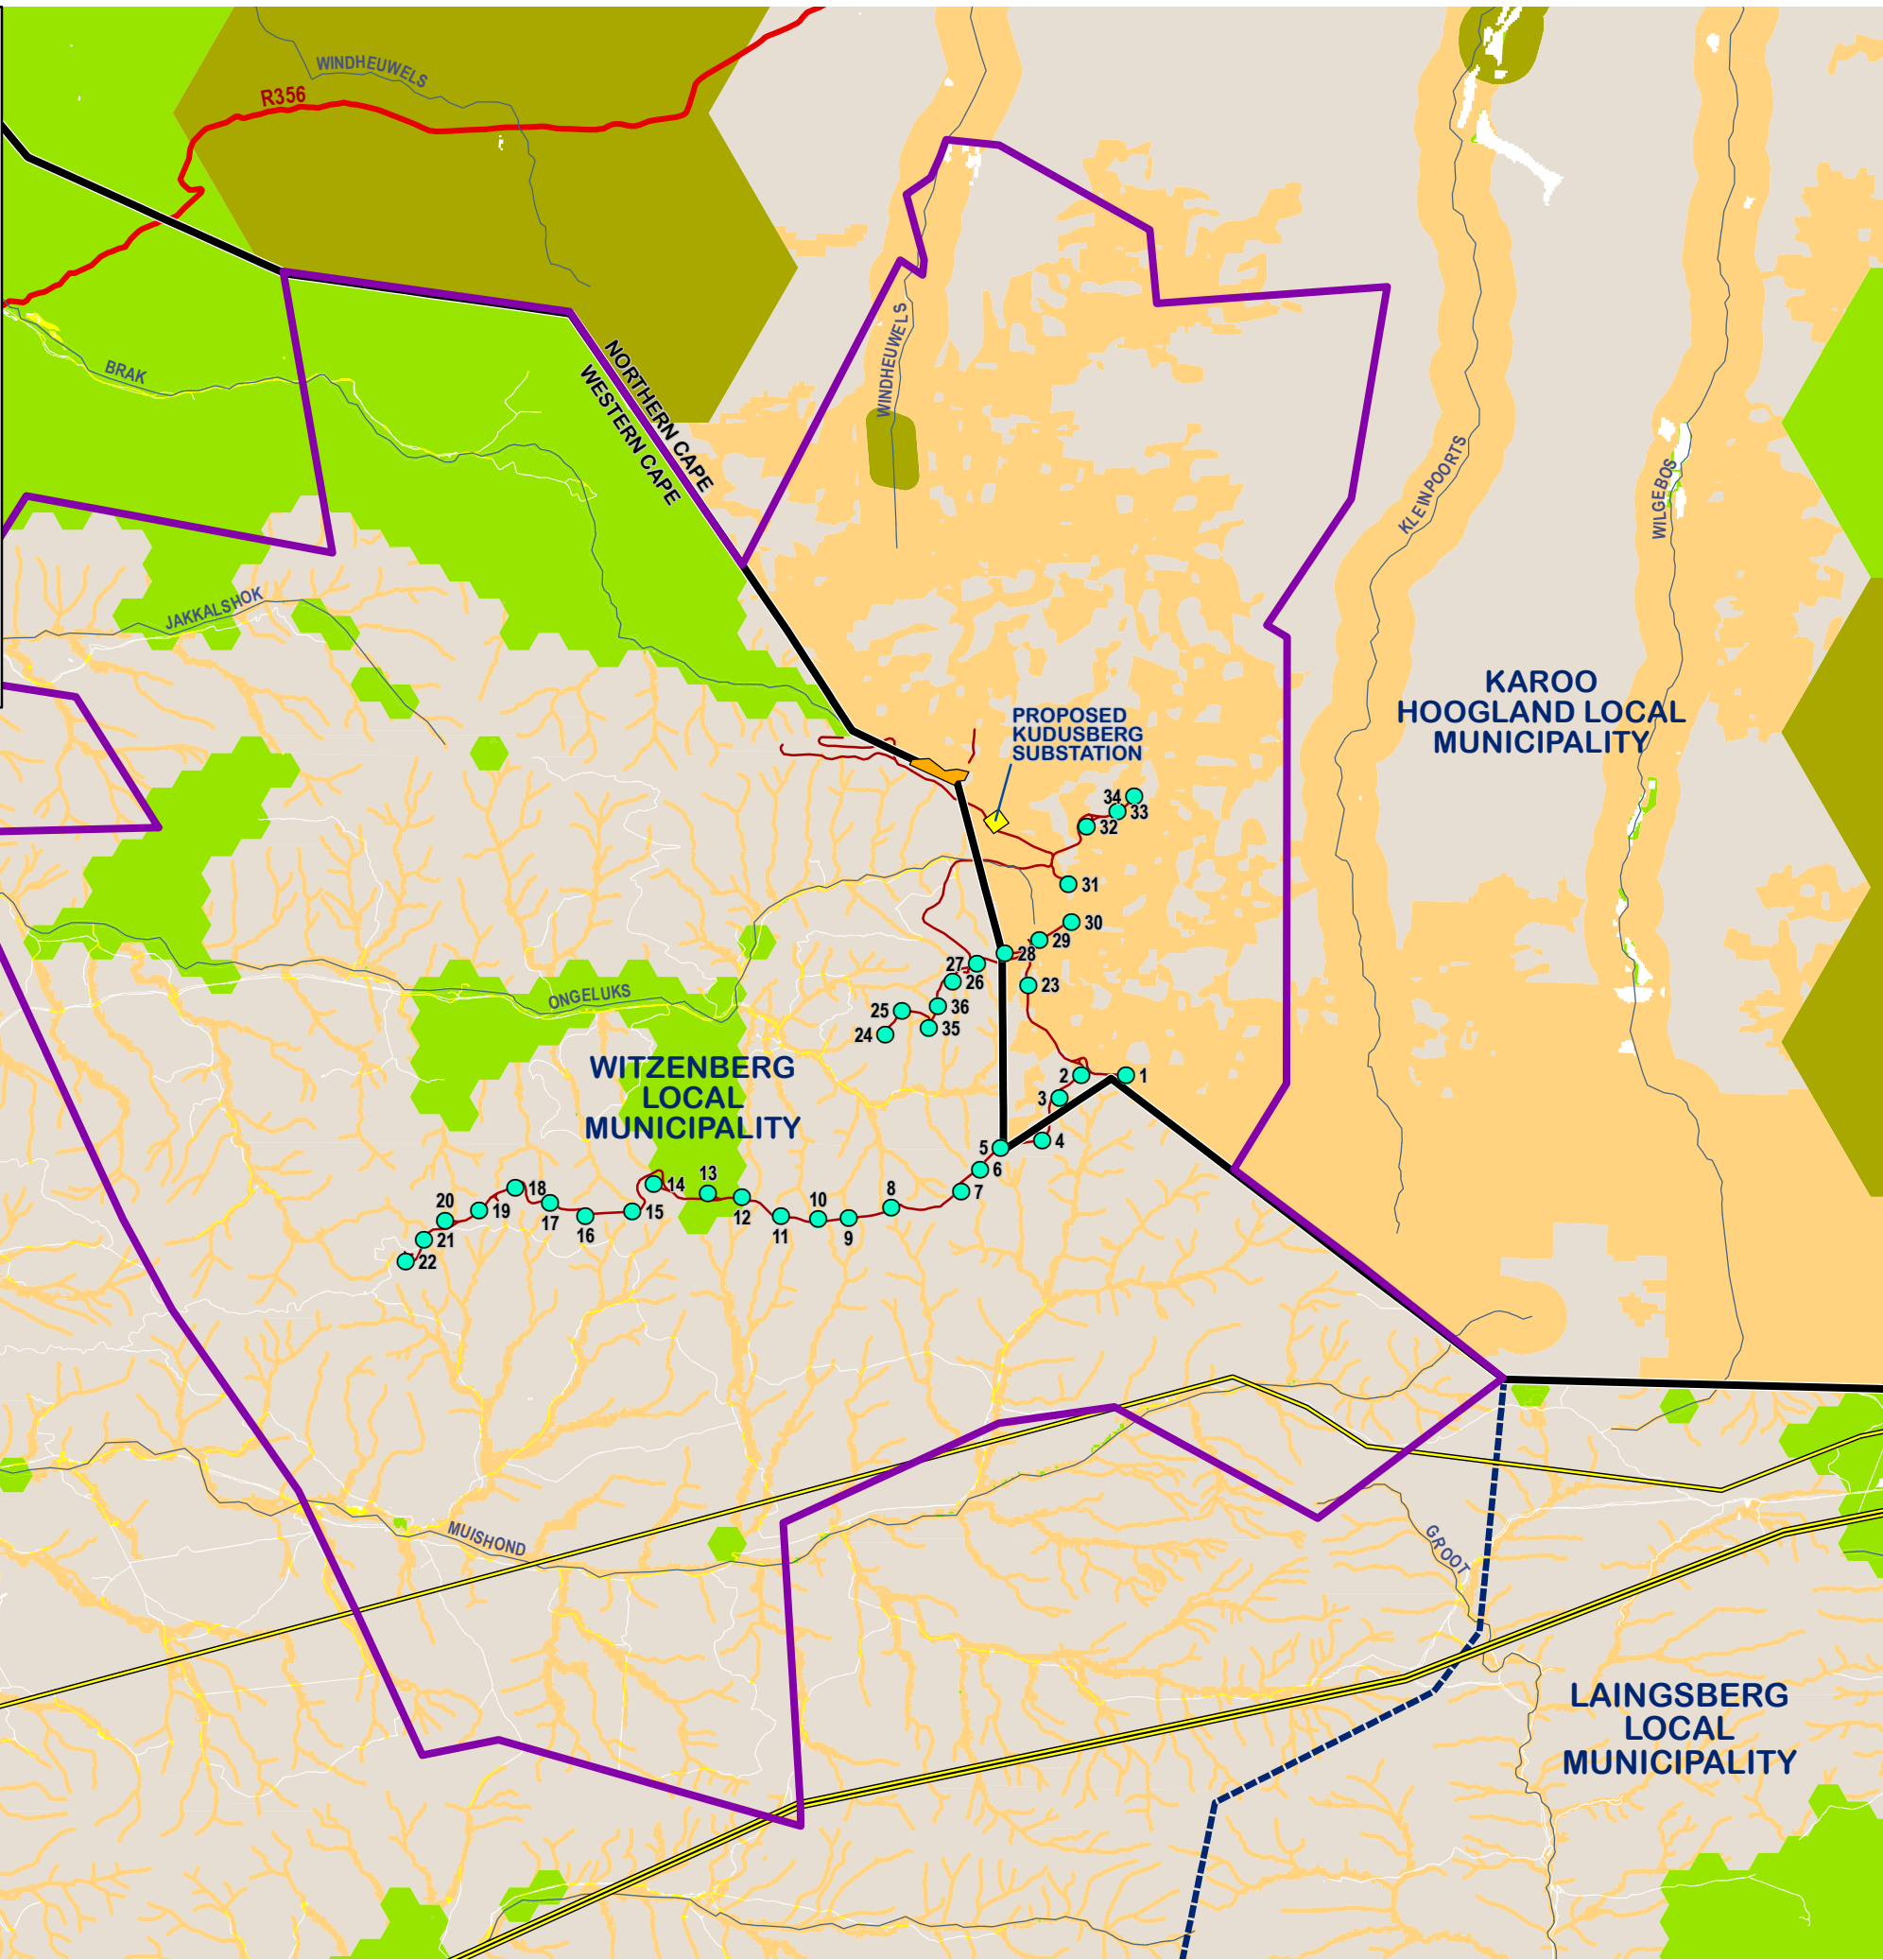 WINDHEUWELS
R356
NORTHERN CAPE
WESTERN CAPE
WINDHEUWELS
BRAK
KLEINPOORTS
WILGEBOS
JAKKALSHOK
KAROO
HOOGLAND LOCAL
MUNICIPALITY
PROPOSED
KUDUSBERG
SUBSTATION
34
33
32
31
30
29
28
27
26
23
36
25
35
24
ONGELUKS
WITZENBERG
LOCAL
MUNICIPALITY
2
1
3
4
5
6
7
8
13
14
12
18
10
20
19
17
16
15
11
9
21
22
MUISHOND
GROOT
LAINGSBERG
LOCAL
MUNICIPALITY